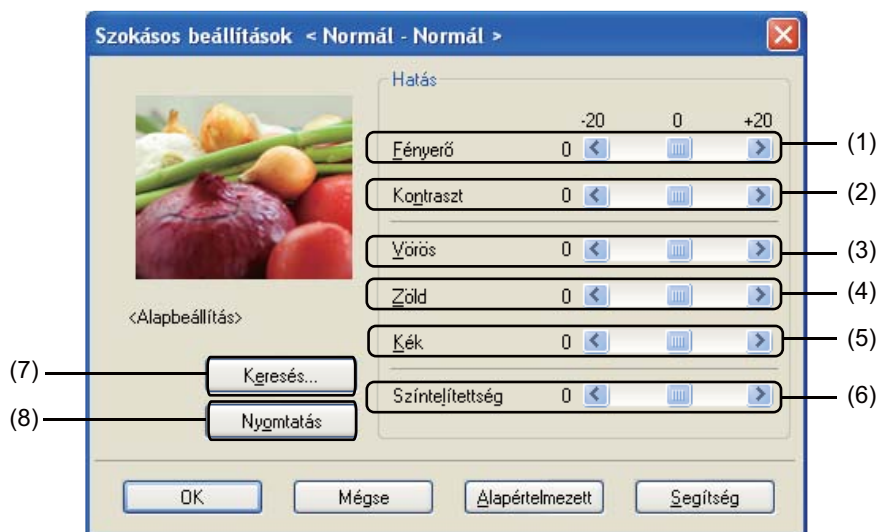 Szokásos beállítások < Normál - Normál >
Hatás
-20 0 +20
Fényerő 0 (1)
Kontraszt 0 (2)
Vörös 0 (3)
Zöld 0 (4)
<Alapbeállítás>
Kék 0 (5)
(7) Keresés...
Színtelítettség 0 (6)
(8) Nyomtatás
OK Mégse Alapértelmezett Segítség